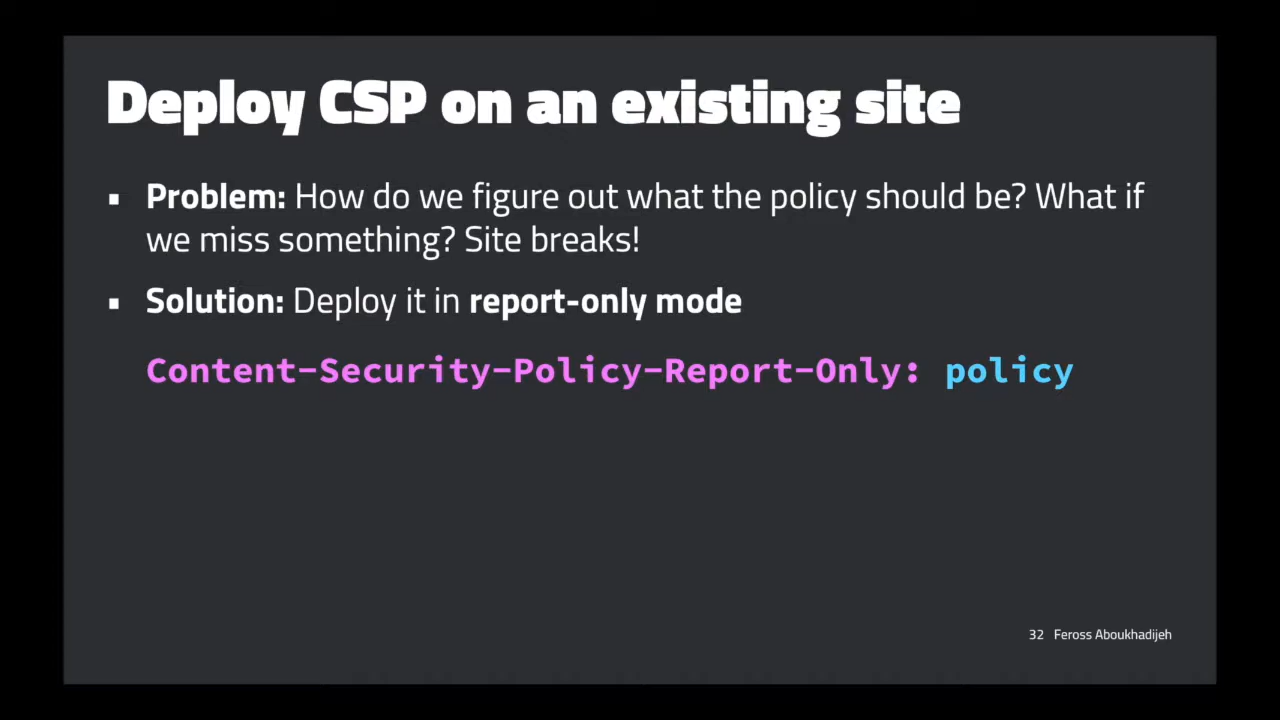 Deploy CSP on an existing site
▪ Problem: How do we figure out what the policy should be? What if
we miss something? Site breaks!
▪ Solution: Deploy it in report-only mode
Content-Security-Policy-Report-Only: policy
32 Feross Aboukhadijeh